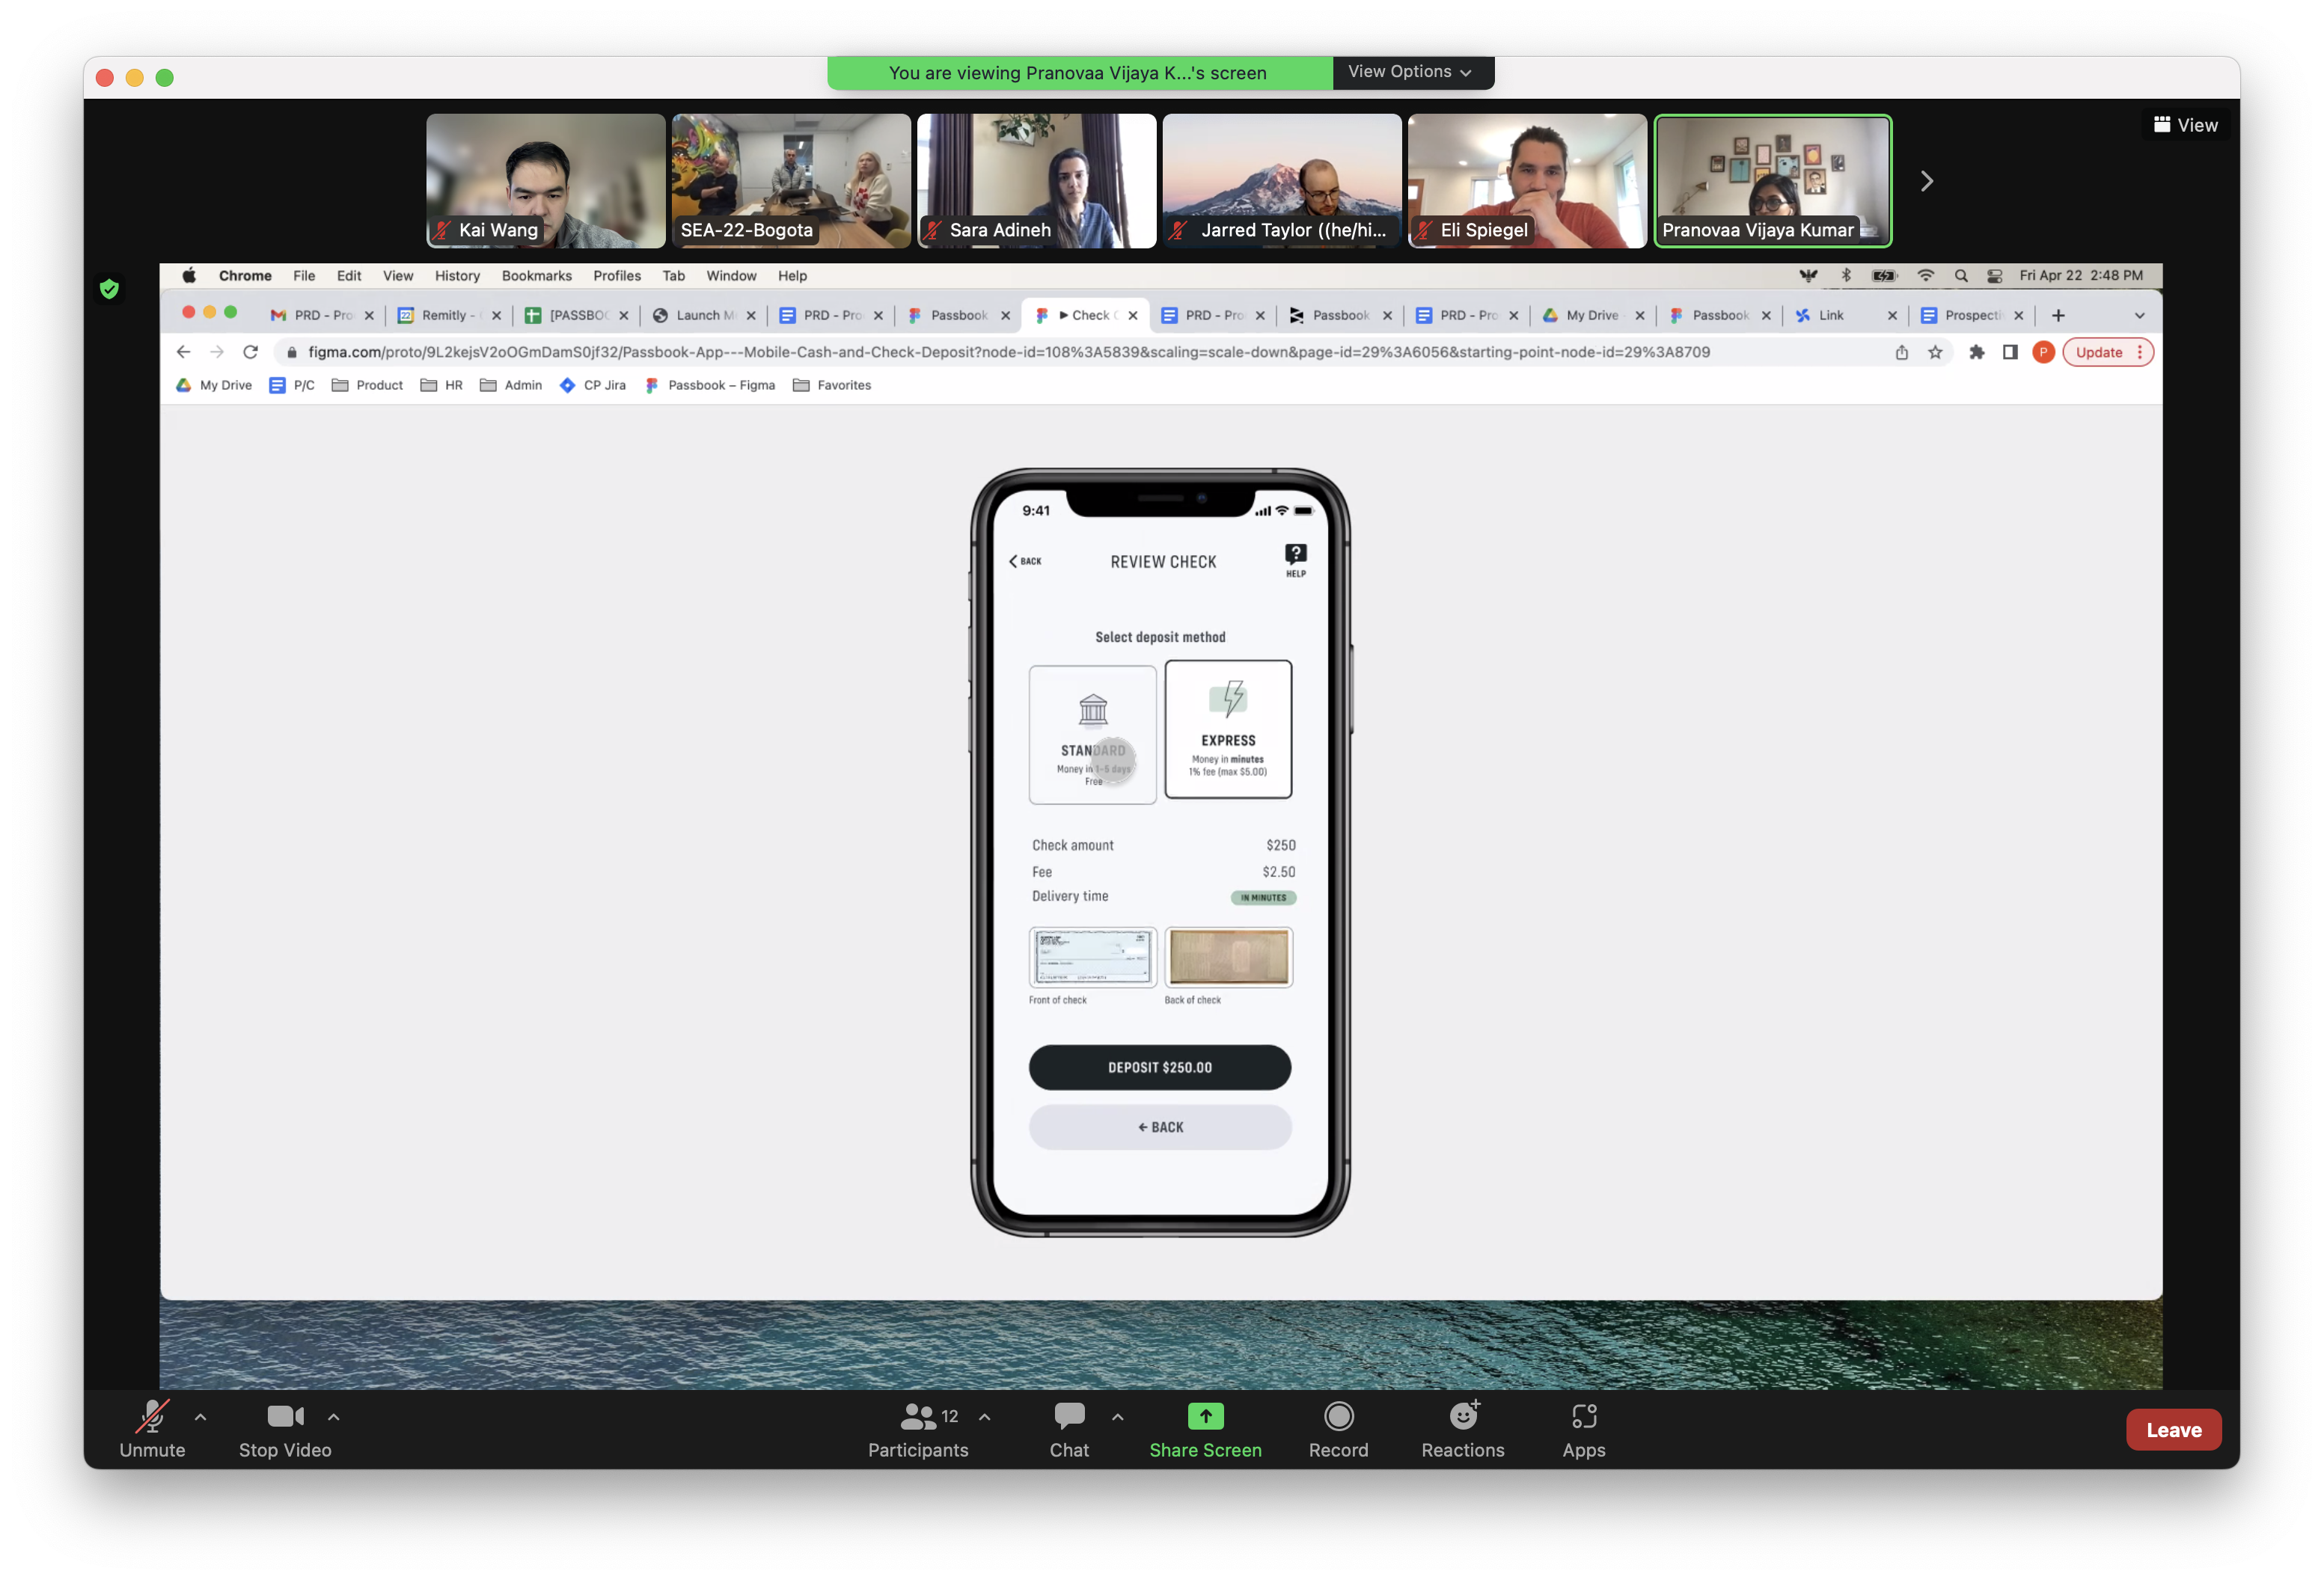 You are viewing Pranovaa Vijaya K...'s screen
View Options
View
Kai Wang
SEA-22-Bogota
Sara Adineh
Jarred Taylor ((he/hi...
Eli Spiegel
Pranovaa Vijaya Kumar
Chrome File Edit View History Bookmarks Profiles Tab Window Help
Fri Apr 22 2:48 PM
PRD - Pro
Remitly -
[PASSBOC
Launch M
PRD - Pro
Passbook
Check
PRD - Pro
Passbook
PRD - Pro
My Drive
Passbook
Link
Prospecti
figma.com/proto/9L2kejsV2oOGmDamS0jf32/Passbook-App---Mobile-Cash-and-Check-Deposit?node-id=108%3A5839&scaling=scale-down&page-id=29%3A6056&starting-point-node-id=29%3A8709
P
Update
My Drive P/C Product HR Admin CP Jira Passbook – Figma Favorites
9:41
BACK
REVIEW CHECK
HELP
Select deposit method
STANDARD
Money in 1-5 days
Free
EXPRESS
Money in minutes
1% fee (max $5.00)
Check amount $250
Fee $2.50
Delivery time IN MINUTES
Front of check
Back of check
DEPOSIT $250.00
← BACK
Unmute
Stop Video
12
Participants
Chat
Share Screen
Record
Reactions
Apps
Leave